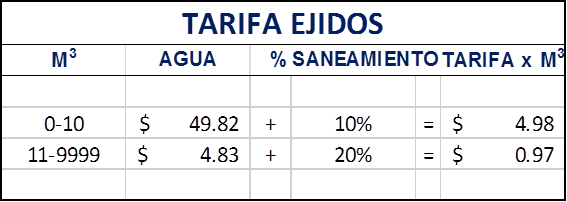 TARIFA EJIDOS
M³ AGUA % SANEAMIENTO TARIFA x M³
0-10 $ 49.82 + 10% = $ 4.98
11-9999 $ 4.83 + 20% = $ 0.97